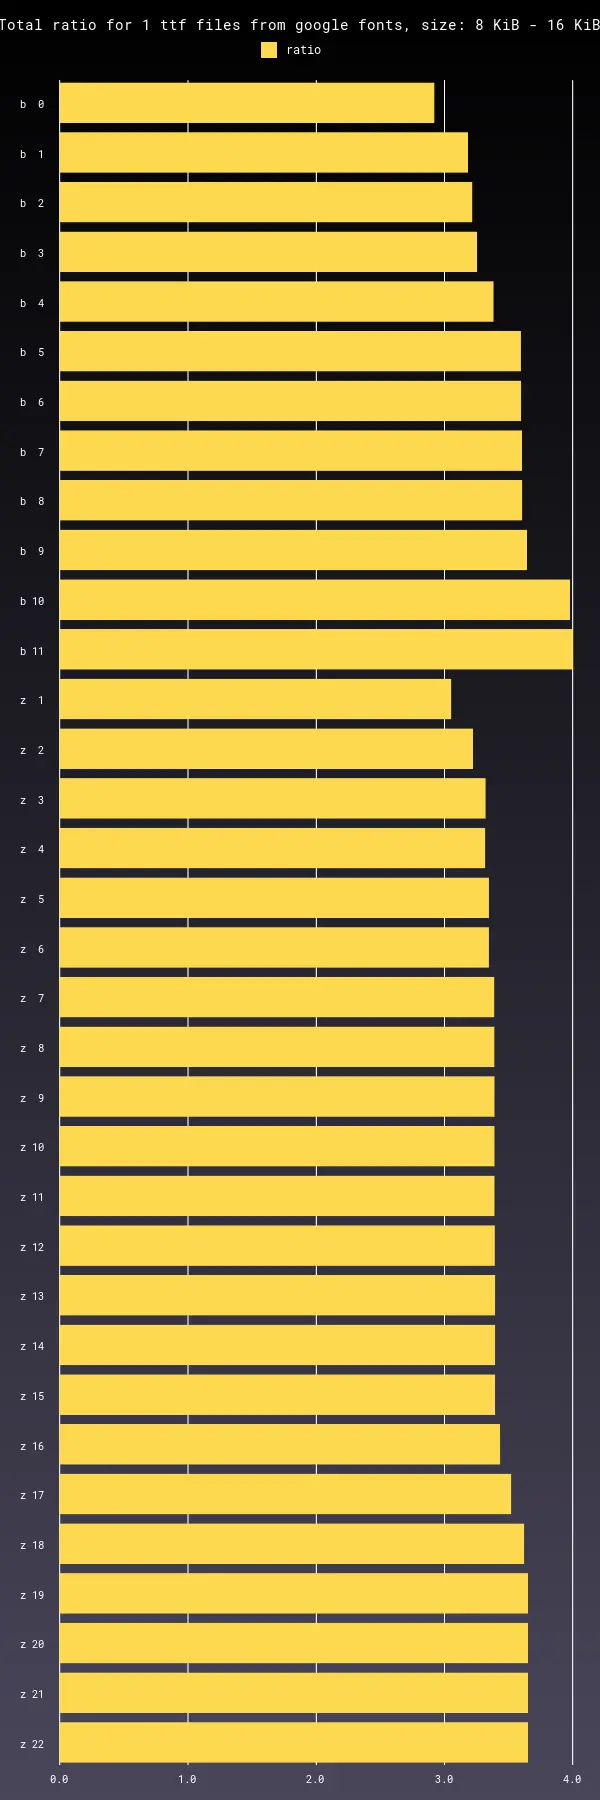 Total ratio for 1 ttf files from google fonts, size: 8 KiB - 16 KiB
ratio
b 0
b 1
b 2
b 3
b 4
b 5
b 6
b 7
b 8
b 9
b 10
b 11
z 1
z 2
z 3
z 4
z 5
z 6
z 7
z 8
z 9
z 10
z 11
z 12
z 13
z 14
z 15
z 16
z 17
z 18
z 19
z 20
z 21
z 22
0.0 1.0 2.0 3.0 4.0